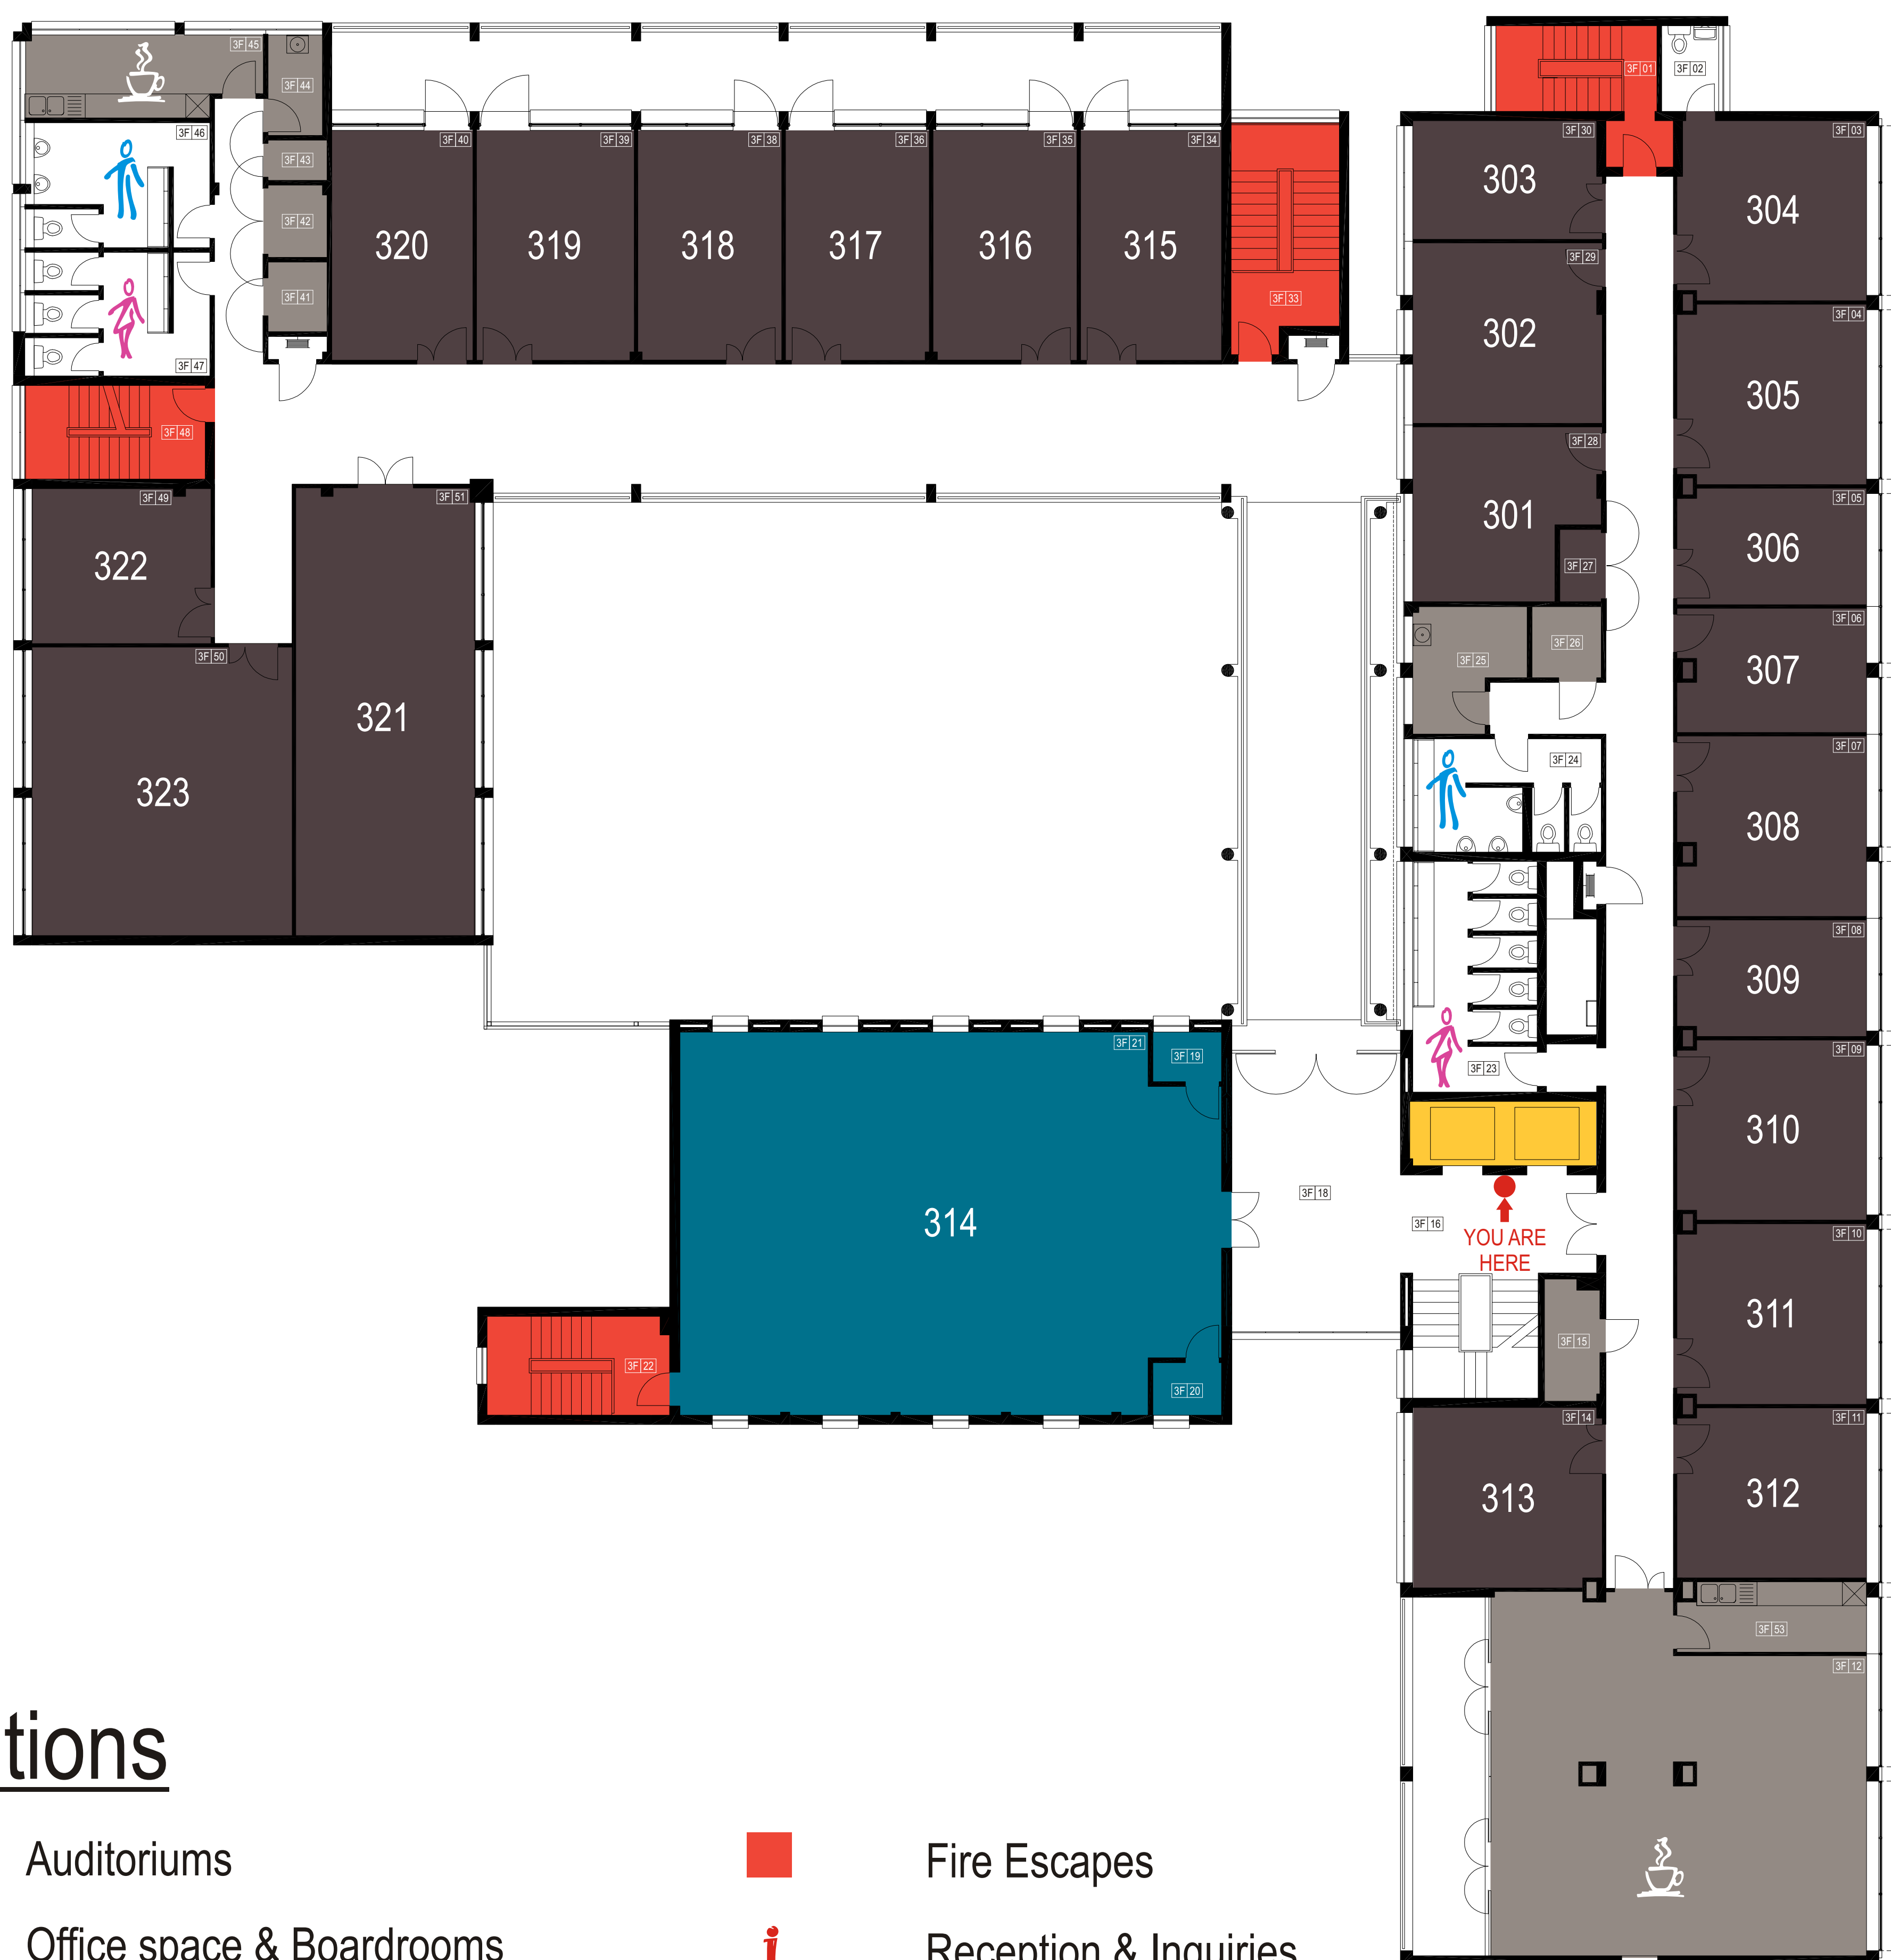 3F 45
3F 44
3F 01
3F 02
3F 46
3F 43
3F 42
3F 41
3F 47
3F 48
3F 40
3F 39
3F 38
3F 36
3F 35
3F 34
320
319
318
317
316
315
3F 33
3F 30
303
3F 29
302
3F 28
301
3F 27
3F 03
304
3F 04
305
3F 05
306
3F 06
307
3F 07
308
3F 08
309
3F 09
310
3F 10
311
3F 11
312
3F 49
322
3F 51
321
3F 50
323
3F 25
3F 26
3F 24
3F 23
3F 21
3F 19
314
3F 20
3F 22
3F 18
3F 16
YOU ARE
HERE
3F 15
3F 14
313
3F 53
3F 12
tions
Auditoriums
Fire Escapes
Office space & Boardrooms
Reception & Inquiries